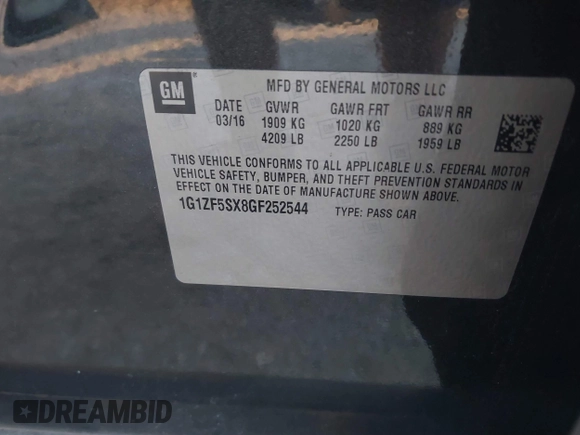 GM
MFD BY GENERAL MOTORS LLC
DATE GVWR GAWR FRT GAWR RR
03/16 1909 KG 1020 KG 889 KG
4209 LB 2250 LB 1959 LB
THIS VEHICLE CONFORMS TO ALL APPLICABLE U.S. FEDERAL MOTOR
VEHICLE SAFETY, BUMPER, AND THEFT PREVENTION STANDARDS IN
EFFECT ON THE DATE OF MANUFACTURE SHOWN ABOVE.
1G1ZF5SX8GF252544 TYPE: PASS CAR
DREAMBID